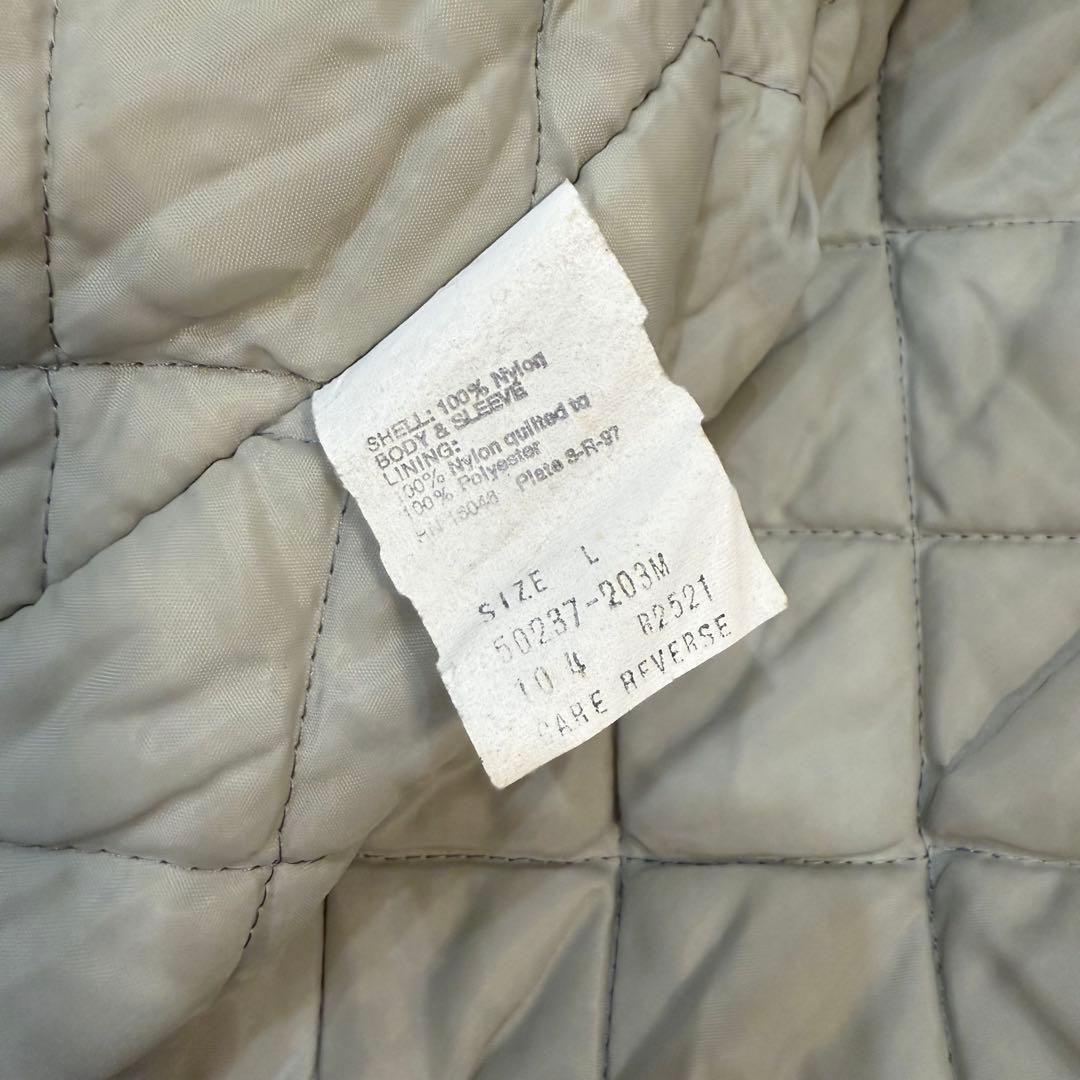 SHELL: 100% Nylon
BODY & SLEEVE
LINING:
100% Nylon quilted to
100% Polyester
RN 15048 Plate S-R-97
SIZE L
50237-203M
10 4 R2521
CARE REVERSE